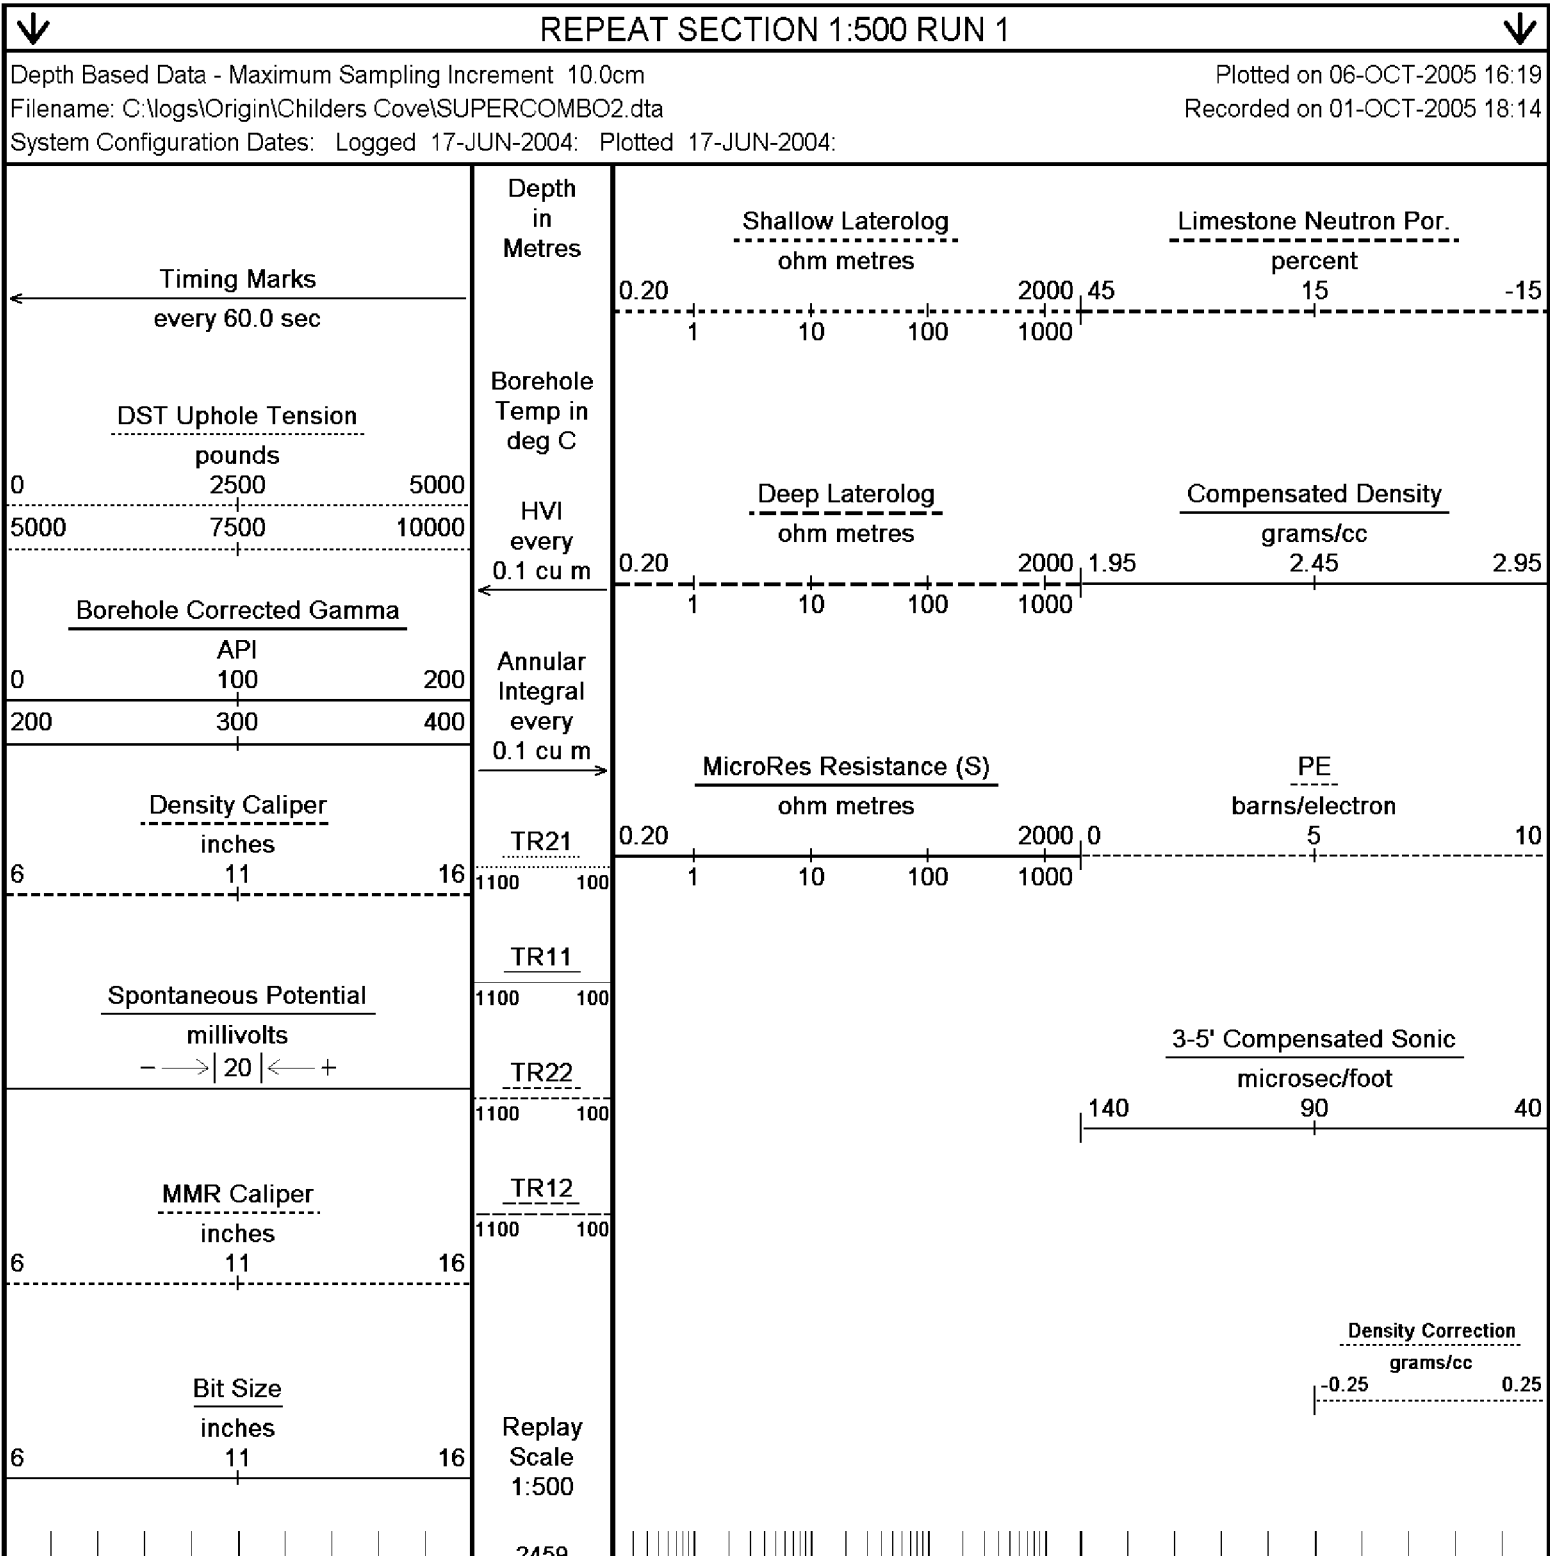 REPEAT SECTION 1:500 RUN 1
Depth Based Data - Maximum Sampling Increment 10.0cm
Plotted on 06-OCT-2005 16:19
Filename: C:\logs\Origin\Childers Cove\SUPERCOMBO2.dta
Recorded on 01-OCT-2005 18:14
System Configuration Dates: Logged 17-JUN-2004: Plotted 17-JUN-2004:
Timing Marks
every 60.0 sec
DST Uphole Tension
pounds
0 2500 5000
5000 7500 10000
Borehole Corrected Gamma
API
0 100 200
200 300 400
Density Caliper
inches
6 11 16
Spontaneous Potential
millivolts
− →|20|← +
MMR Caliper
inches
6 11 16
Bit Size
inches
6 11 16
Depth
in
Metres
Borehole
Temp in
deg C
HVI
every
0.1 cu m
Annular
Integral
every
0.1 cu m
TR21
1100 100
TR11
1100 100
TR22
1100 100
TR12
1100 100
Replay
Scale
1:500
2459
Shallow Laterolog
ohm metres
0.20 2000
1 10 100 1000
Deep Laterolog
ohm metres
0.20 2000
1 10 100 1000
MicroRes Resistance (S)
ohm metres
0.20 2000
1 10 100 1000
Limestone Neutron Por.
percent
45 15 -15
Compensated Density
grams/cc
1.95 2.45 2.95
PE
barns/electron
0 5 10
3-5' Compensated Sonic
microsec/foot
140 90 40
Density Correction
grams/cc
-0.25 0.25